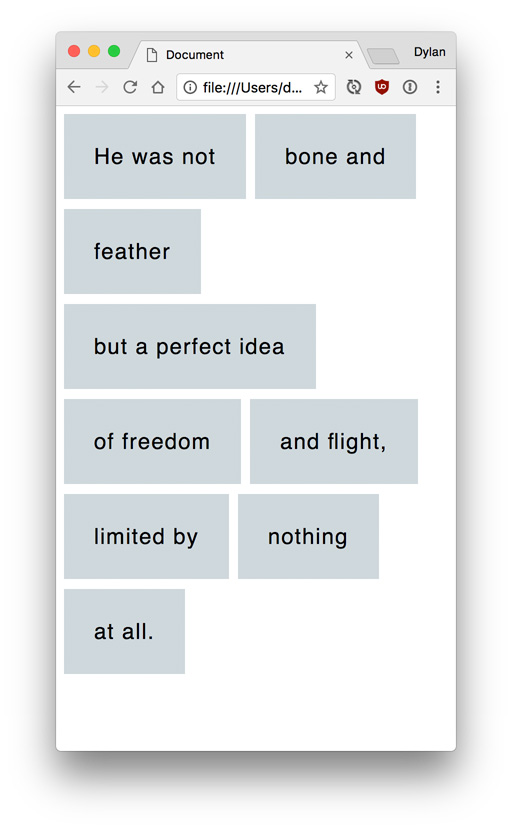 Document Dylan
file:///Users/d...
He was not bone and
feather
but a perfect idea
of freedom and flight,
limited by nothing
at all.